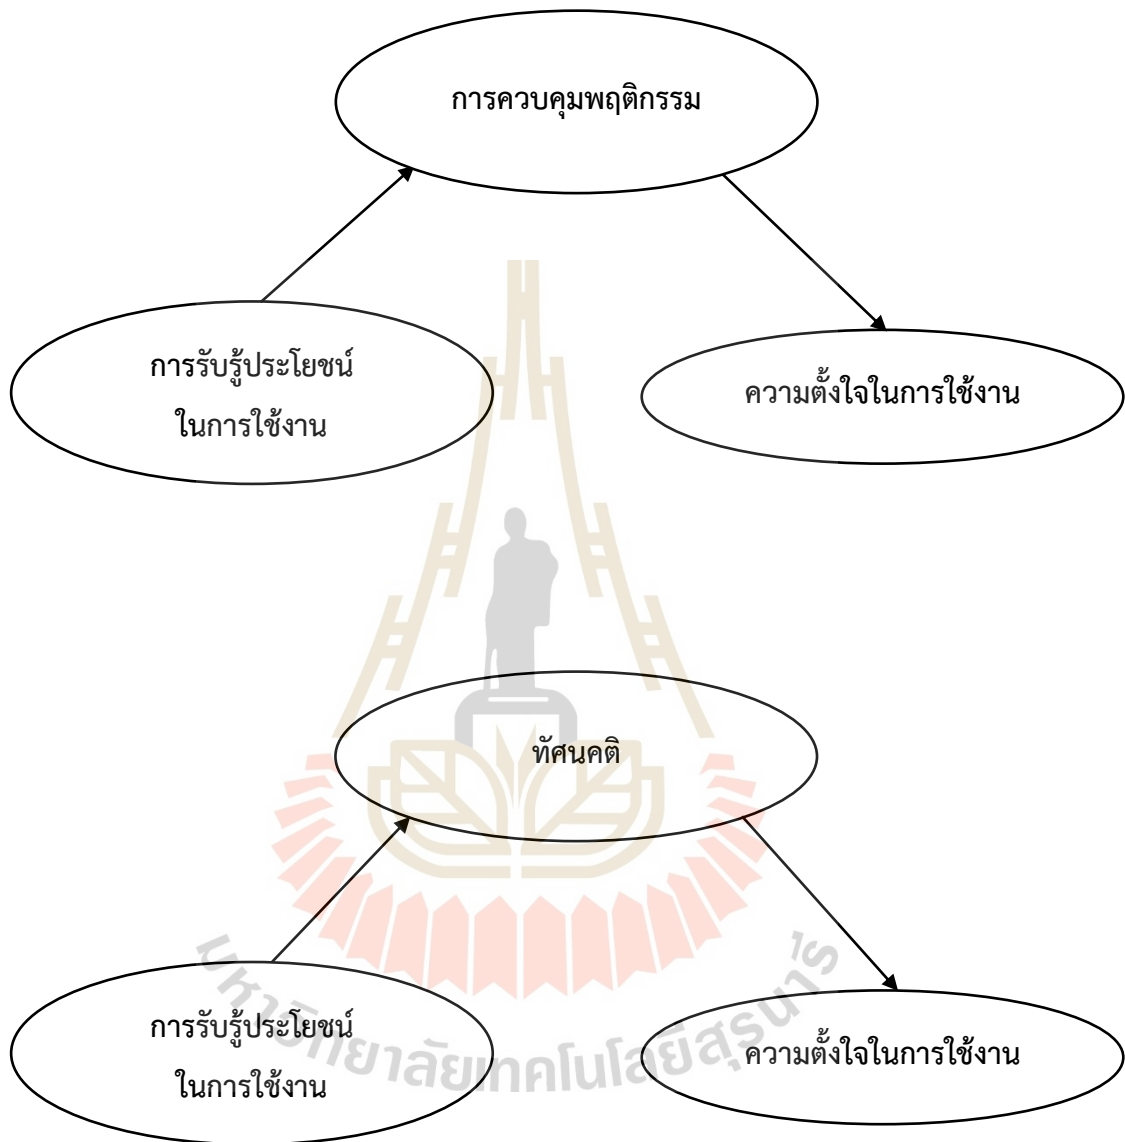 การควบคุมพฤติกรรม
การรับรู้ประโยชน์
ในการใช้งาน
ความตั้งใจในการใช้งาน
ทัศนคติ
การรับรู้ประโยชน์
ในการใช้งาน
ความตั้งใจในการใช้งาน
มหาวิทยาลัยเทคโนโลยีสุรนารี